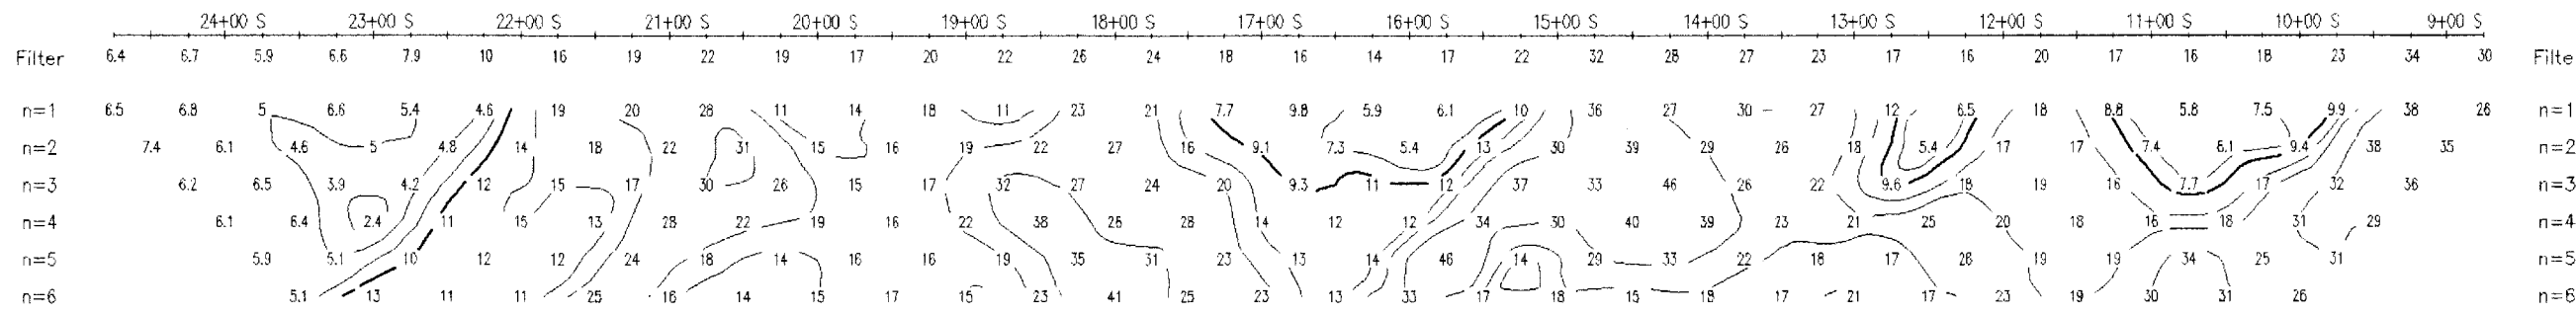 24+00 S 23+00 S 22+00 S 21+00 S 20+00 S 19+00 S 18+00 S 17+00 S 16+00 S 15+00 S 14+00 S 13+00 S 12+00 S 11+00 S 10+00 S 9+00 S
Filter 6.4 6.7 5.9 6.6 7.9 10 16 19 22 19 17 20 22 26 24 18 16 14 17 22 32 28 27 23 17 16 20 17 16 18 23 34 30 Filte
n=1 6.5 6.8 5 6.6 5.4 4.6 19 20 28 11 14 18 11 23 21 7.7 9.8 5.9 6.1 10 36 27 30 27 12 6.5 18 8.8 5.8 7.5 9.9 38 26 n=1
n=2 7.4 6.1 4.6 5 4.8 14 18 22 31 15 16 19 22 27 16 9.1 7.3 5.4 13 30 39 29 26 18 5.4 17 17 7.4 6.1 9.4 38 35 n=2
n=3 6.2 6.5 3.9 4.2 12 15 17 30 26 15 17 32 27 24 20 9.3 11 12 37 33 46 26 22 9.6 18 19 16 7.7 17 32 36 n=3
n=4 6.1 6.4 2.4 11 15 13 28 22 19 16 22 38 26 28 14 12 12 34 30 40 39 23 21 25 20 18 16 18 31 29 n=4
n=5 5.9 5.1 10 12 12 24 18 14 16 16 19 35 31 23 13 14 46 14 29 33 22 18 17 26 19 19 34 25 31 n=5
n=6 5.1 13 11 11 25 16 14 15 17 15 23 41 25 23 13 33 17 18 15 18 17 21 17 23 19 30 31 26 n=6